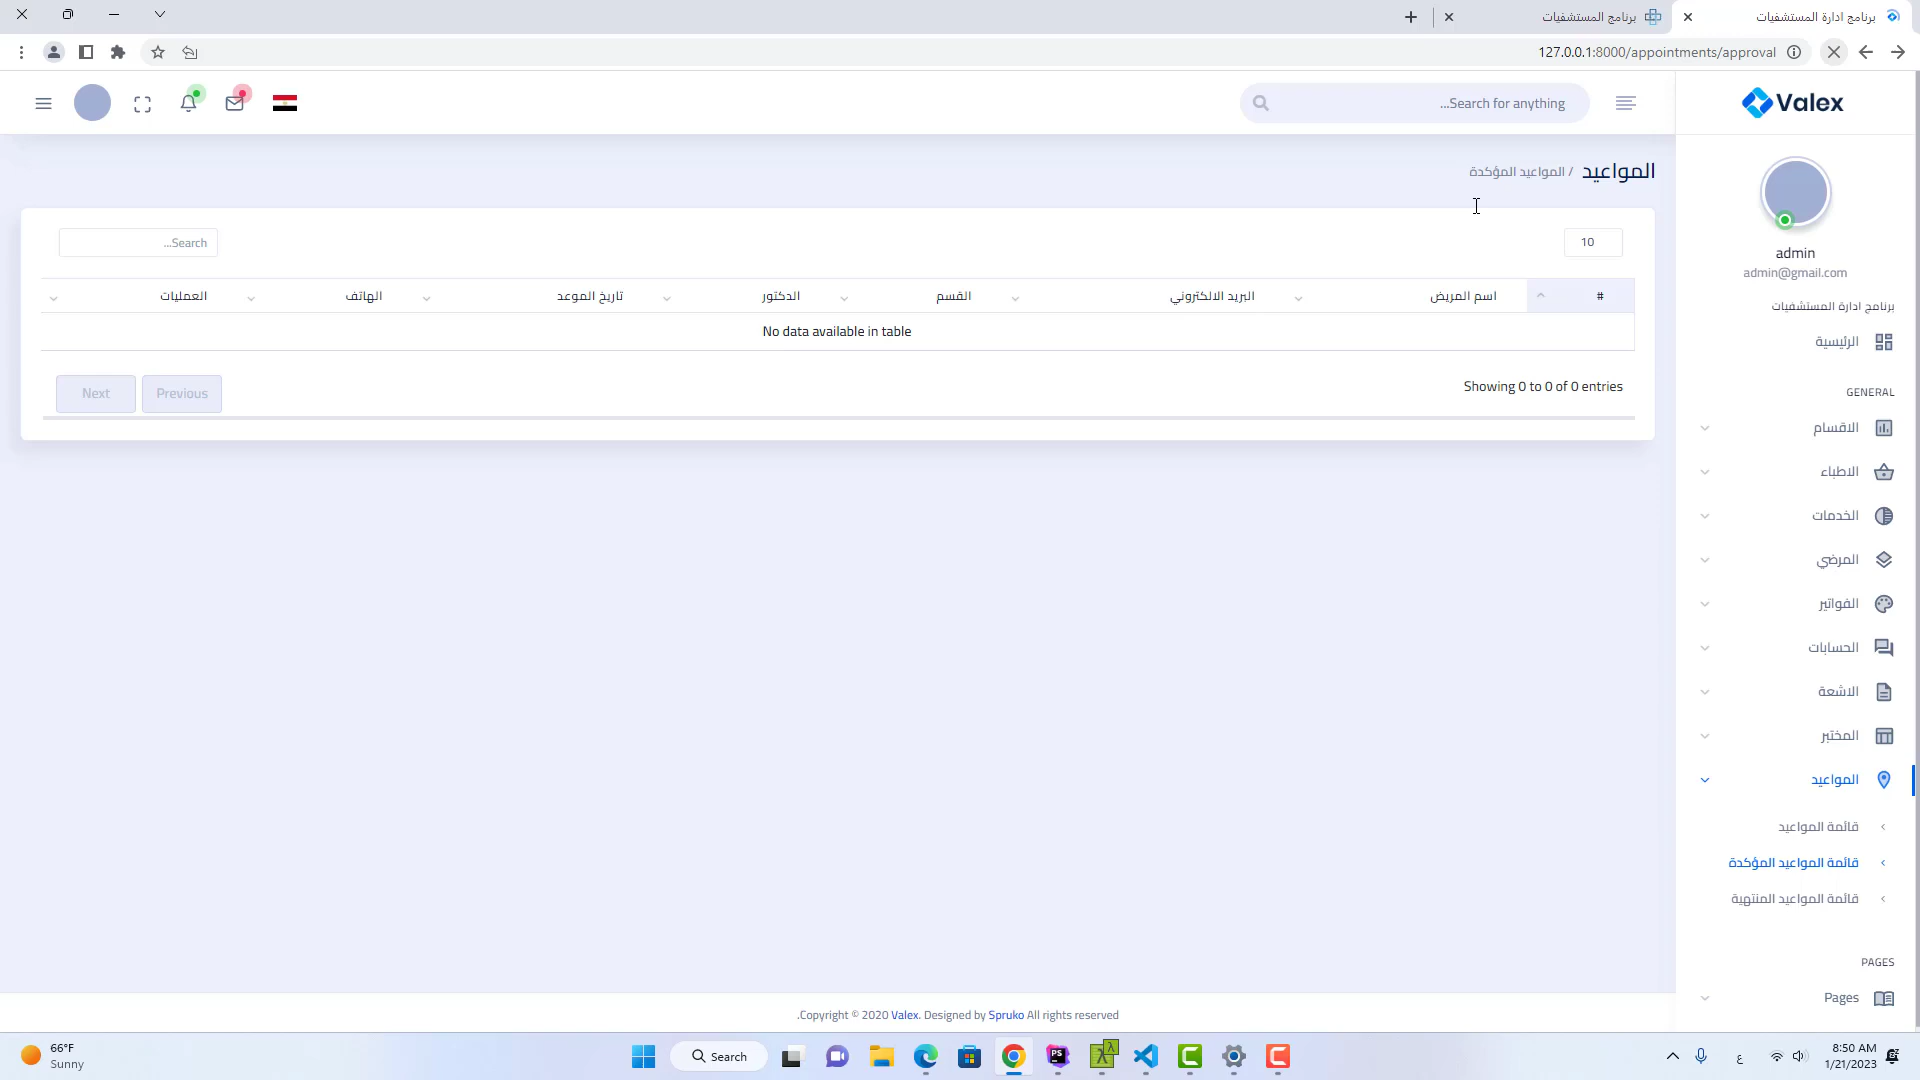 برنامج ادارة المستشفيات
برنامج المستشفيات
127.0.0.1:8000/appointments/approval
Valex
Search for anything...
admin
admin@gmail.com
برنامج ادارة المستشفيات
الرئيسية
GENERAL
الاقسام
الاطباء
الخدمات
المرضي
الفواتير
الحسابات
الاشعة
المختبر
المواعيد
قائمة المواعيد
قائمة المواعيد المؤكدة
قائمة المواعيد المنتهية
PAGES
Pages
المواعيد / المواعيد المؤكدة
10
Search...
# اسم المريض البريد الالكتروني القسم الدكتور تاريخ الموعد الهاتف العمليات
No data available in table
Showing 0 to 0 of 0 entries
Previous Next
Copyright © 2020 Valex. Designed by Spruko All rights reserved.
66°F
Sunny
Search
PS
ع
8:50 AM
1/21/2023